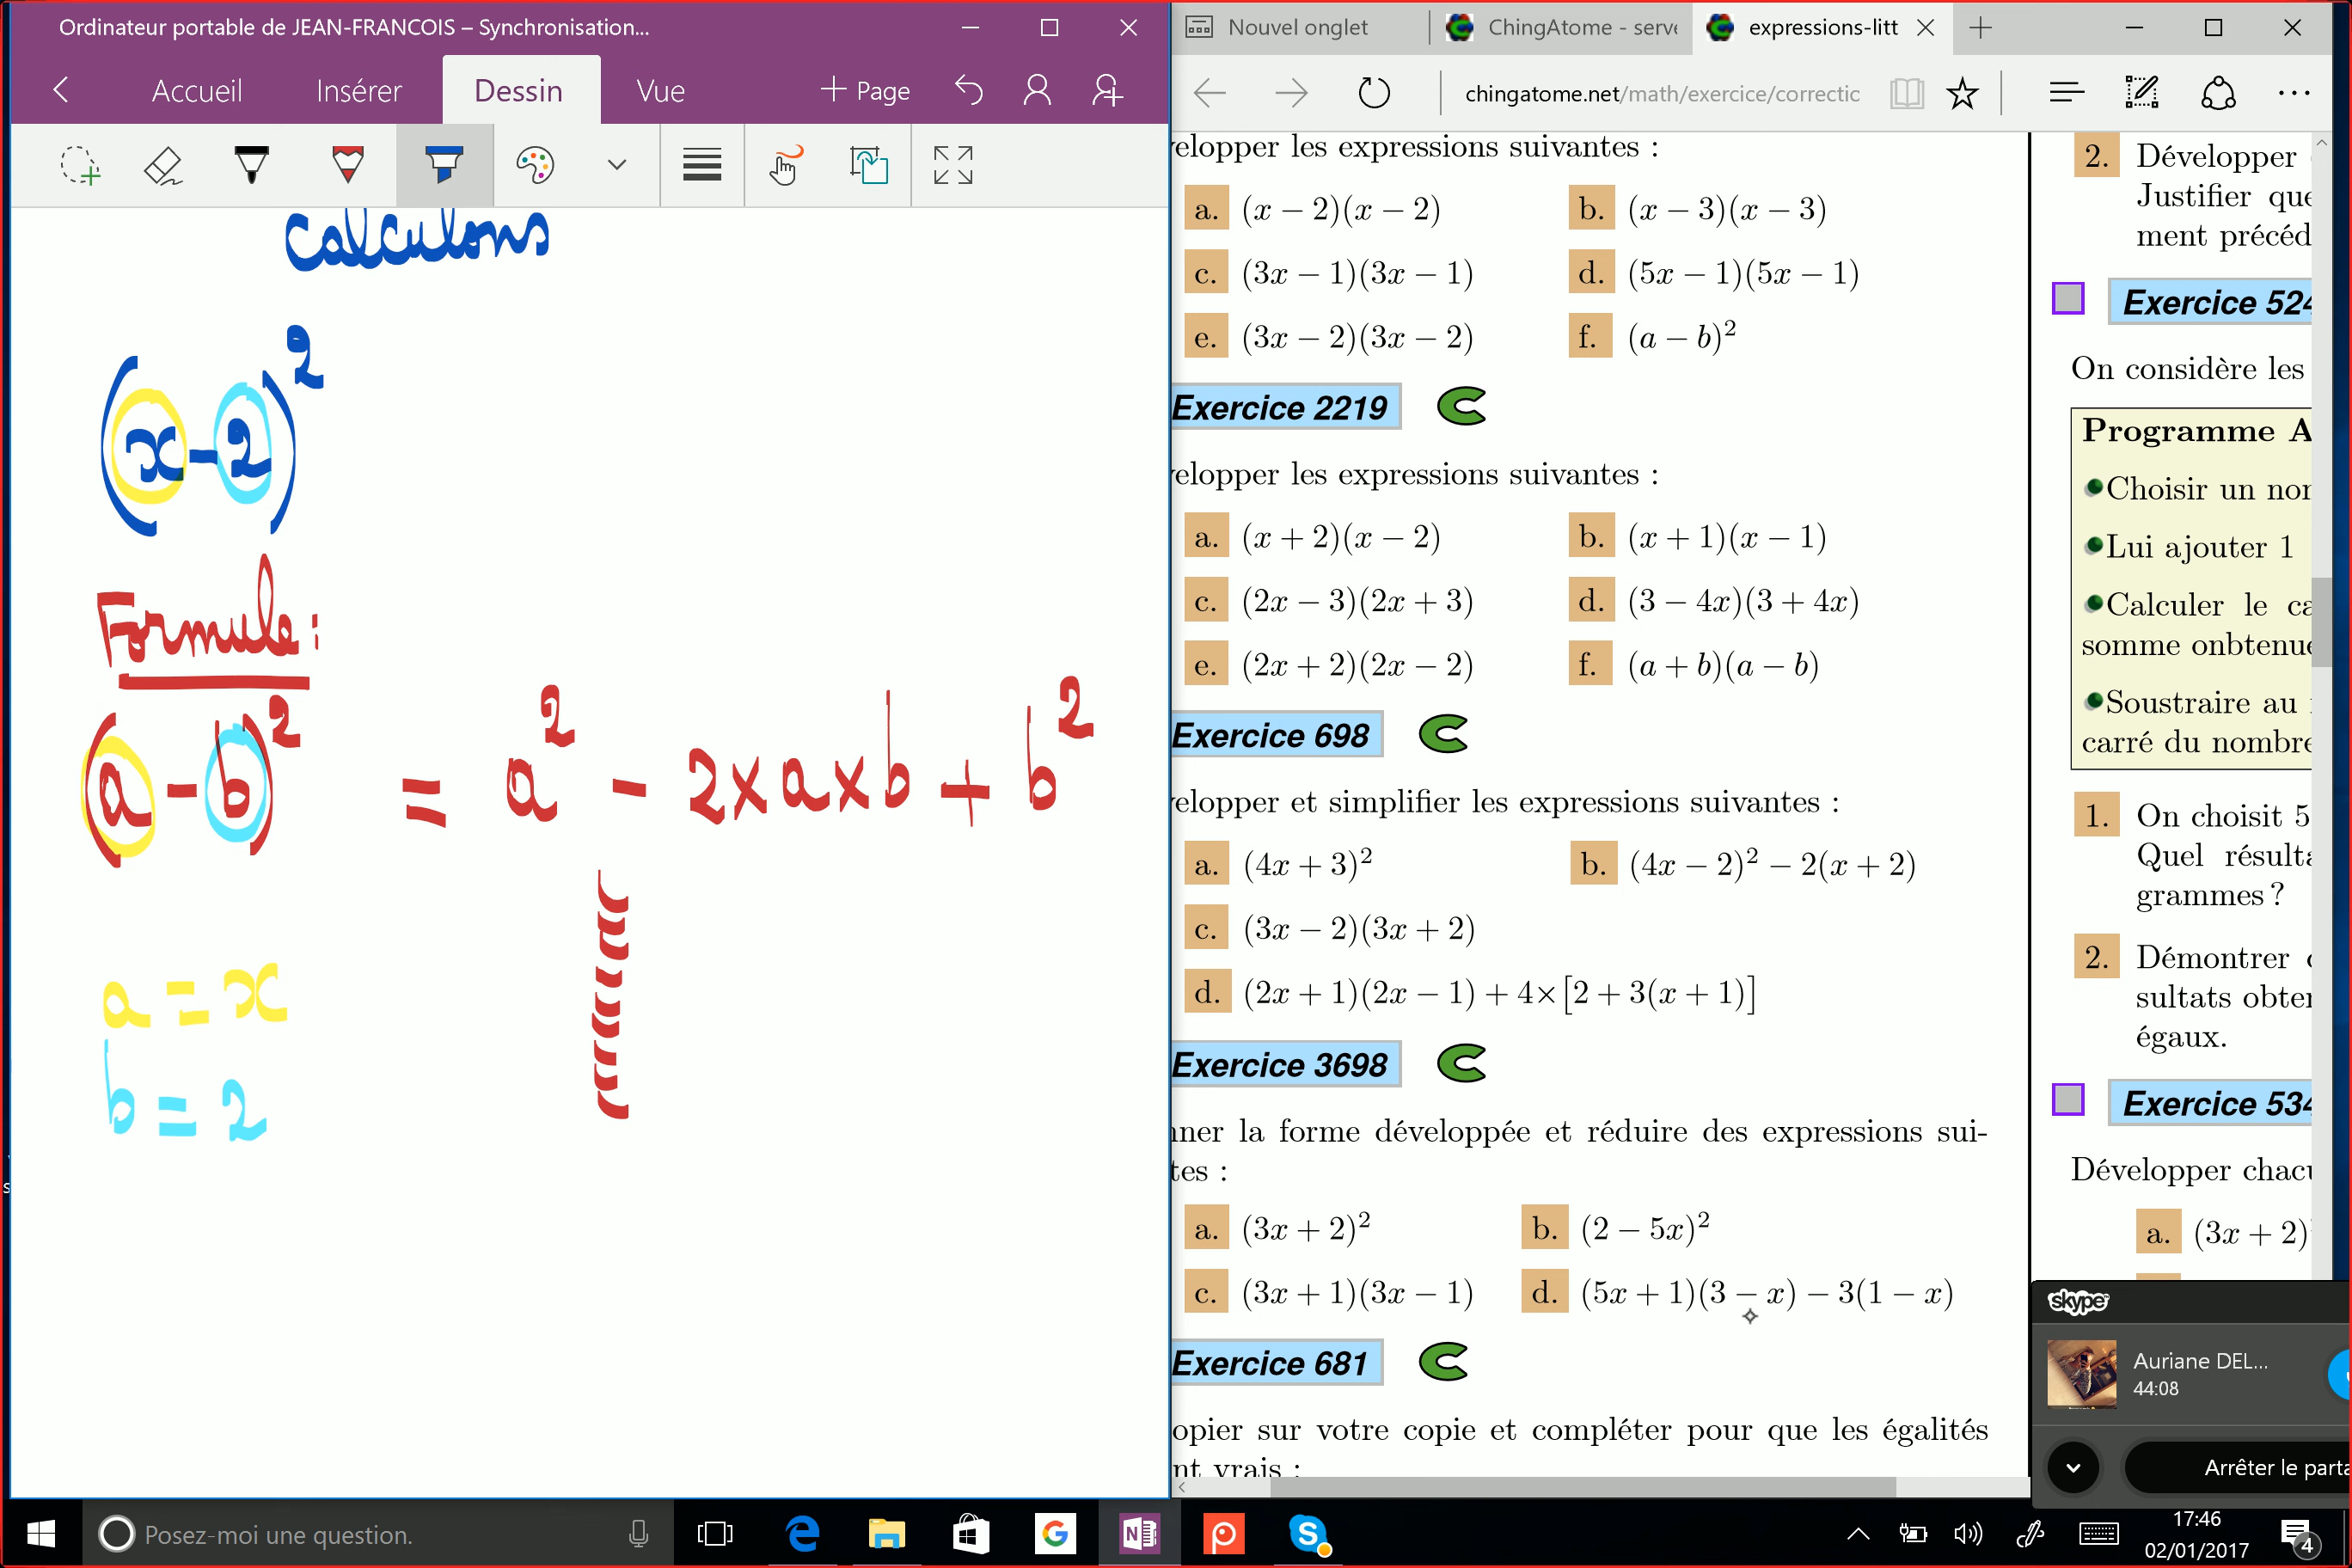 Ordinateur portable de JEAN-FRANCOIS – Synchronisation...
Accueil Insérer Dessin Vue + Page
calculons
(x-2)²
Formule:
(a-b)² = a² - 2×a×b + b²
a = x
b = 2
Nouvel onglet
ChingAtome - serve
expressions-litt
chingatome.net/math/exercice/correctic
velopper les expressions suivantes :
a. (x − 2)(x − 2) b. (x − 3)(x − 3)
c. (3x − 1)(3x − 1) d. (5x − 1)(5x − 1)
e. (3x − 2)(3x − 2) f. (a − b)²
Exercice 2219
velopper les expressions suivantes :
a. (x + 2)(x − 2) b. (x + 1)(x − 1)
c. (2x − 3)(2x + 3) d. (3 − 4x)(3 + 4x)
e. (2x + 2)(2x − 2) f. (a + b)(a − b)
Exercice 698
velopper et simplifier les expressions suivantes :
a. (4x + 3)² b. (4x − 2)² − 2(x + 2)
c. (3x − 2)(3x + 2)
d. (2x + 1)(2x − 1) + 4×[2 + 3(x + 1)]
Exercice 3698
nner la forme développée et réduire des expressions sui-
tes :
a. (3x + 2)² b. (2 − 5x)²
c. (3x + 1)(3x − 1) d. (5x + 1)(3 − x) − 3(1 − x)
Exercice 681
opier sur votre copie et compléter pour que les égalités
nt vrais :
2. Développer
Justifier que
ment précéd
Exercice 524
On considère les
Programme A
Choisir un nor
Lui ajouter 1
Calculer le ca
somme onbtenue
Soustraire au
carré du nombre
1. On choisit 5
Quel résulta
grammes ?
2. Démontrer
sultats obter
égaux.
Exercice 534
Développer chacu
a. (3x + 2)
skype
Auriane DEL...
44:08
Arrêter le parta
Posez-moi une question.
17:46
02/01/2017
4